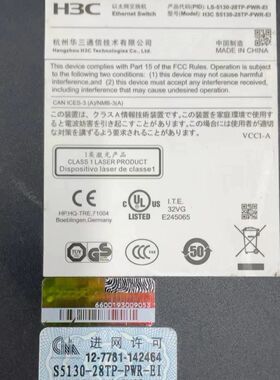 H3C
以太网交换机
Ethernet Switch
产品代码(PID): LS-5130-28TP-PWR-EI
型号(Model): H3C S5130-28TP-PWR-EI
杭州华三通信技术有限公司
Hangzhou H3C Technologies Co., Ltd.
中国制造
MADE IN CHINA
This device complies with Part 15 of the FCC Rules. Operation is subject
to the following two conditions: (1) this device may not cause harmful
interference,and (2) this device must accept any interference received,
including interference that may cause undesired operation.
CAN ICES-3 (A)/NMB-3(A)
この装置は、クラスA情報技術装置です。この装置を家庭環境で使用する
と電波妨害を引き起こすことがあります。この場合には使用者が適切
な対策を講ずるよう要求されることがあります。
VCCI-A
1类激光产品
CLASS 1 LASER PRODUCT
Dispositivo láser de clase1
HP,HQ-TRE,71004
Boeblingen,Germany
C UL US
LISTED
I.T.E.
32VG
E245065
CCC
50
6600193009053
进网许可
12-7781-142464
S5130-28TP-PWR-EI